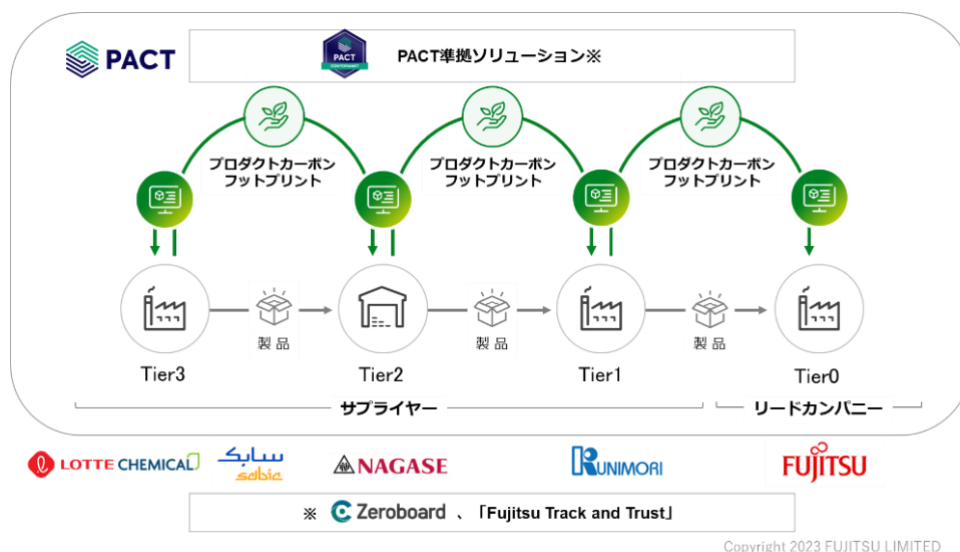 PACT
PACT
CONFORMANT
PACT準拠ソリューション※
プロダクトカーボン
フットプリント
プロダクトカーボン
フットプリント
プロダクトカーボン
フットプリント
製品
製品
製品
Tier3
Tier2
Tier1
Tier0
サプライヤー
リードカンパニー
LOTTE CHEMICAL
سابك
sabic
NAGASE
RUNIMORI
FUJITSU
※ Zeroboard 、「Fujitsu Track and Trust」
Copyright 2023 FUJITSU LIMITED